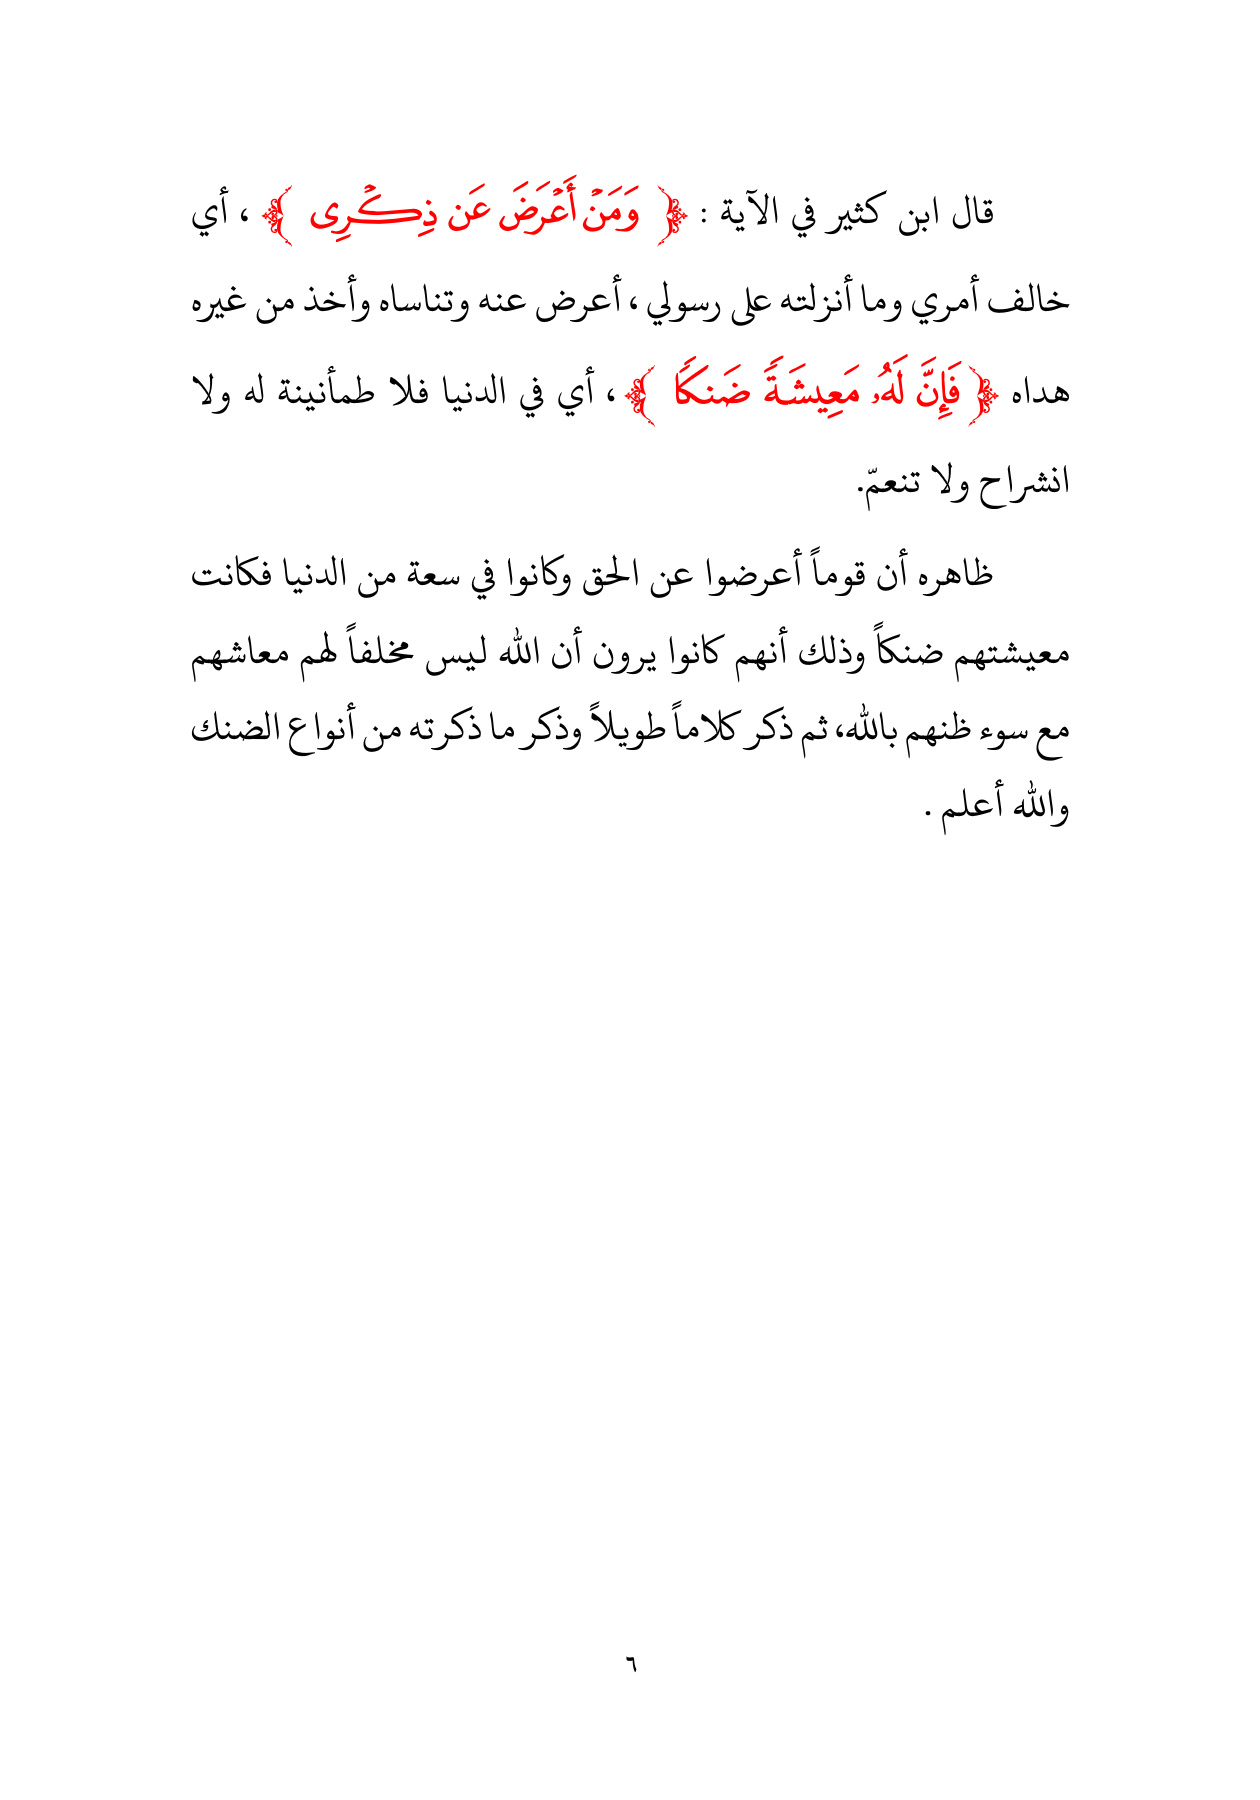 قال ابن كثير في الآية : ﴿ وَمَنْ أَعْرَضَ عَن ذِكْرِى ﴾ ، أي
خالف أمري وما أنزلته على رسولي ، أعرض عنه وتناساه وأخذ من غيره
هداه ﴿ فَإِنَّ لَهُۥ مَعِيشَةً ضَنكًا ﴾ ، أي في الدنيا فلا طمأنينة له ولا
انشراح ولا تنعمّ.
ظاهره أن قوماً أعرضوا عن الحق وكانوا في سعة من الدنيا فكانت
معيشتهم ضنكاً وذلك أنهم كانوا يرون أن الله ليس مخلفاً لهم معاشهم
مع سوء ظنهم بالله، ثم ذكر كلاماً طويلاً وذكر ما ذكرته من أنواع الضنك
والله أعلم .
٦